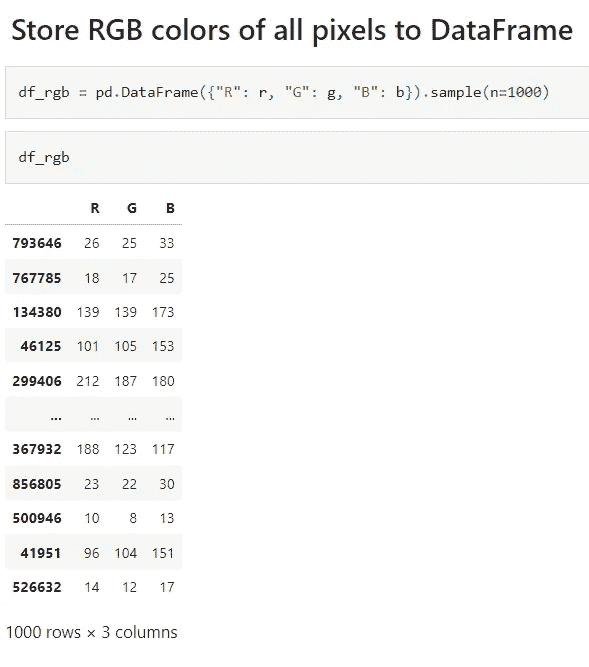 Store RGB colors of all pixels to DataFrame
df_rgb = pd.DataFrame({"R": r, "G": g, "B": b}).sample(n=1000)
df_rgb
R G B
793646 26 25 33
767785 18 17 25
134380 139 139 173
46125 101 105 153
299406 212 187 180
... ... ... ...
367932 188 123 117
856805 23 22 30
500946 10 8 13
41951 96 104 151
526632 14 12 17
1000 rows × 3 columns